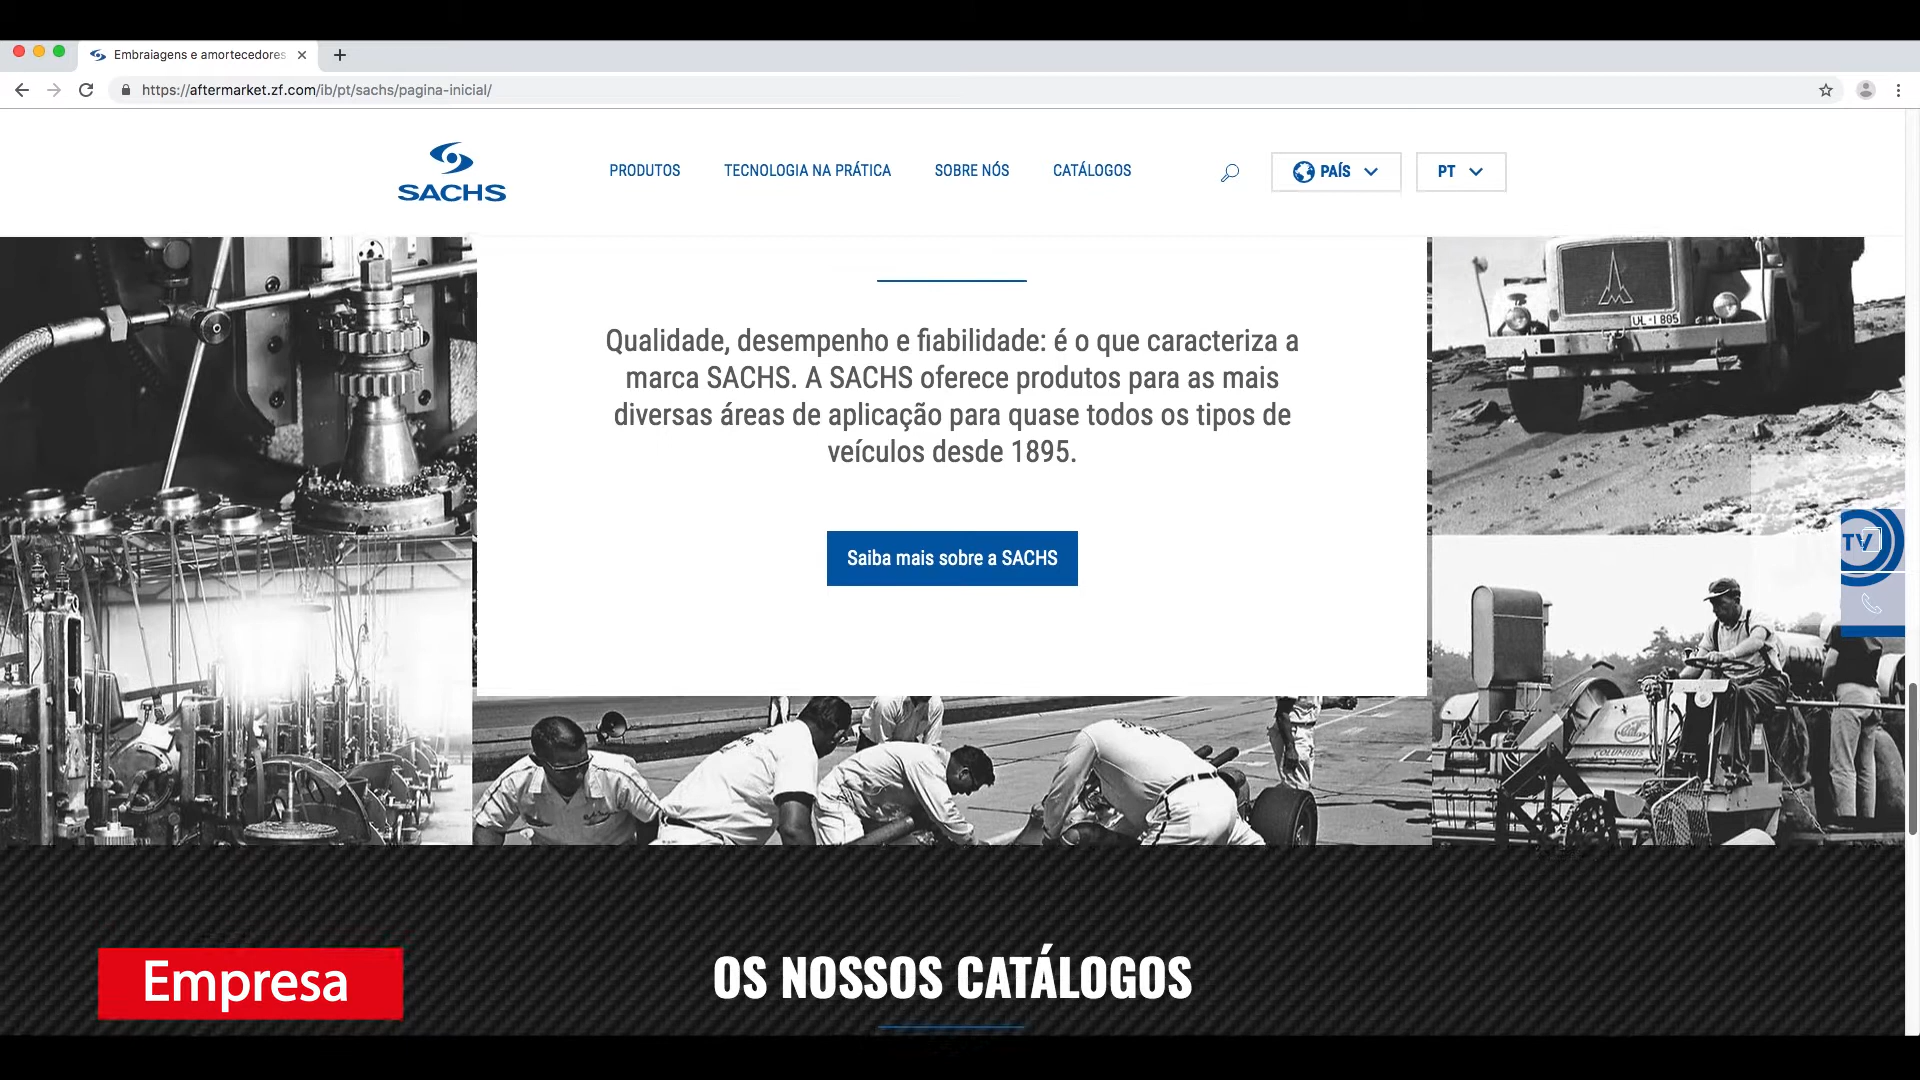 Embraiagens e amortecedores
https://aftermarket.zf.com/ib/pt/sachs/pagina-inicial/
SACHS
PRODUTOS
TECNOLOGIA NA PRÁTICA
SOBRE NÓS
CATÁLOGOS
PAÍS
PT
Qualidade, desempenho e fiabilidade: é o que caracteriza a
marca SACHS. A SACHS oferece produtos para as mais
diversas áreas de aplicação para quase todos os tipos de
veículos desde 1895.
Saiba mais sobre a SACHS
UL-1 805
TV
COLUMBUS
OS NOSSOS CATÁLOGOS
Empresa